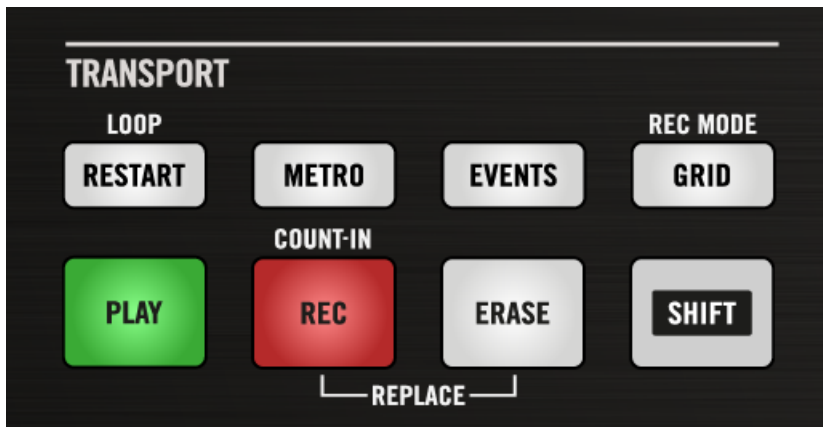 TRANSPORT
LOOP REC MODE
RESTART METRO EVENTS GRID
COUNT-IN
PLAY REC ERASE SHIFT
REPLACE